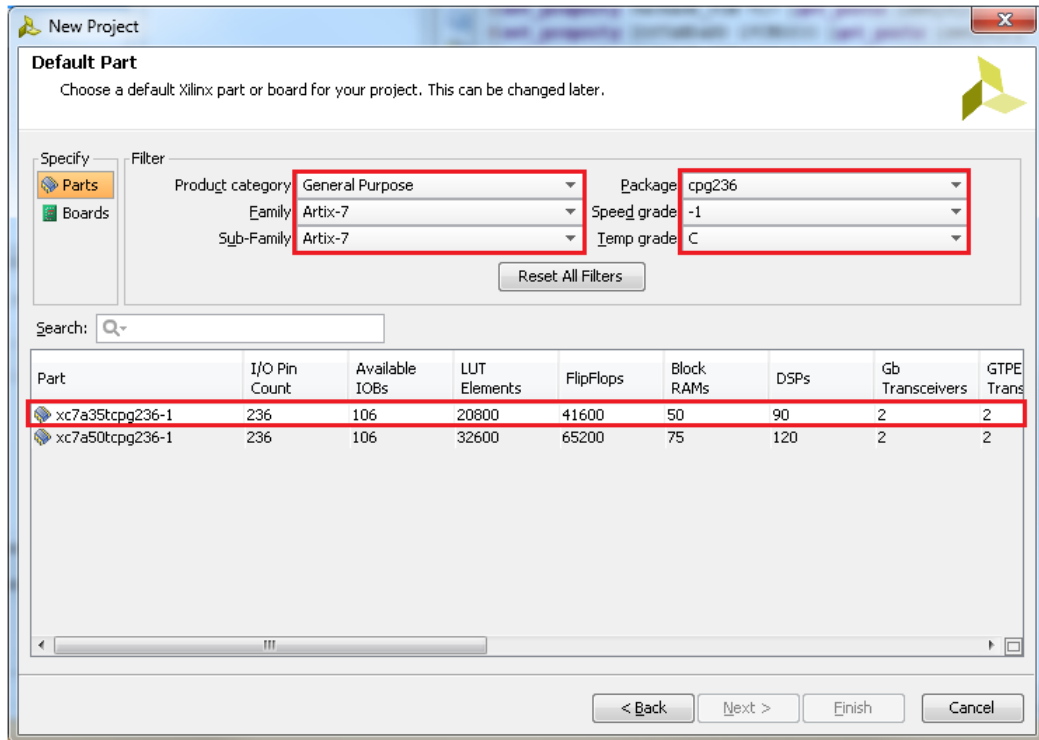 New Project
Default Part
Choose a default Xilinx part or board for your project. This can be changed later.
Specify
Filter
Parts
Boards
Product category General Purpose
Package cpg236
Family Artix-7
Speed grade -1
Sub-Family Artix-7
Temp grade C
Reset All Filters
Search:
Part I/O Pin Count Available IOBs LUT Elements FlipFlops Block RAMs DSPs Gb Transceivers GTPE Trans
xc7a35tcpg236-1 236 106 20800 41600 50 90 2 2
xc7a50tcpg236-1 236 106 32600 65200 75 120 2 2
< Back Next > Finish Cancel